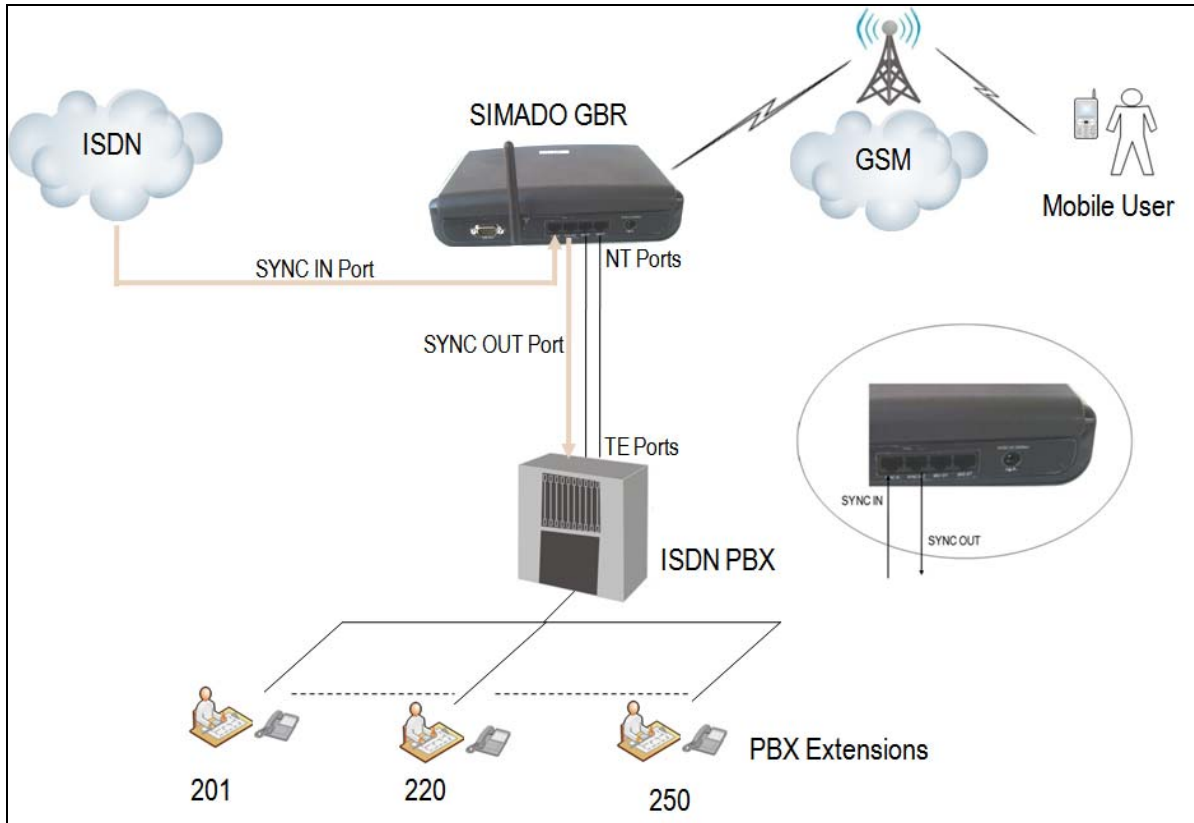 ISDN
SIMADO GBR
GSM
Mobile User
SYNC IN Port
NT Ports
SYNC OUT Port
TE Ports
SYNC IN
SYNC OUT
ISDN PBX
PBX Extensions
201
220
250